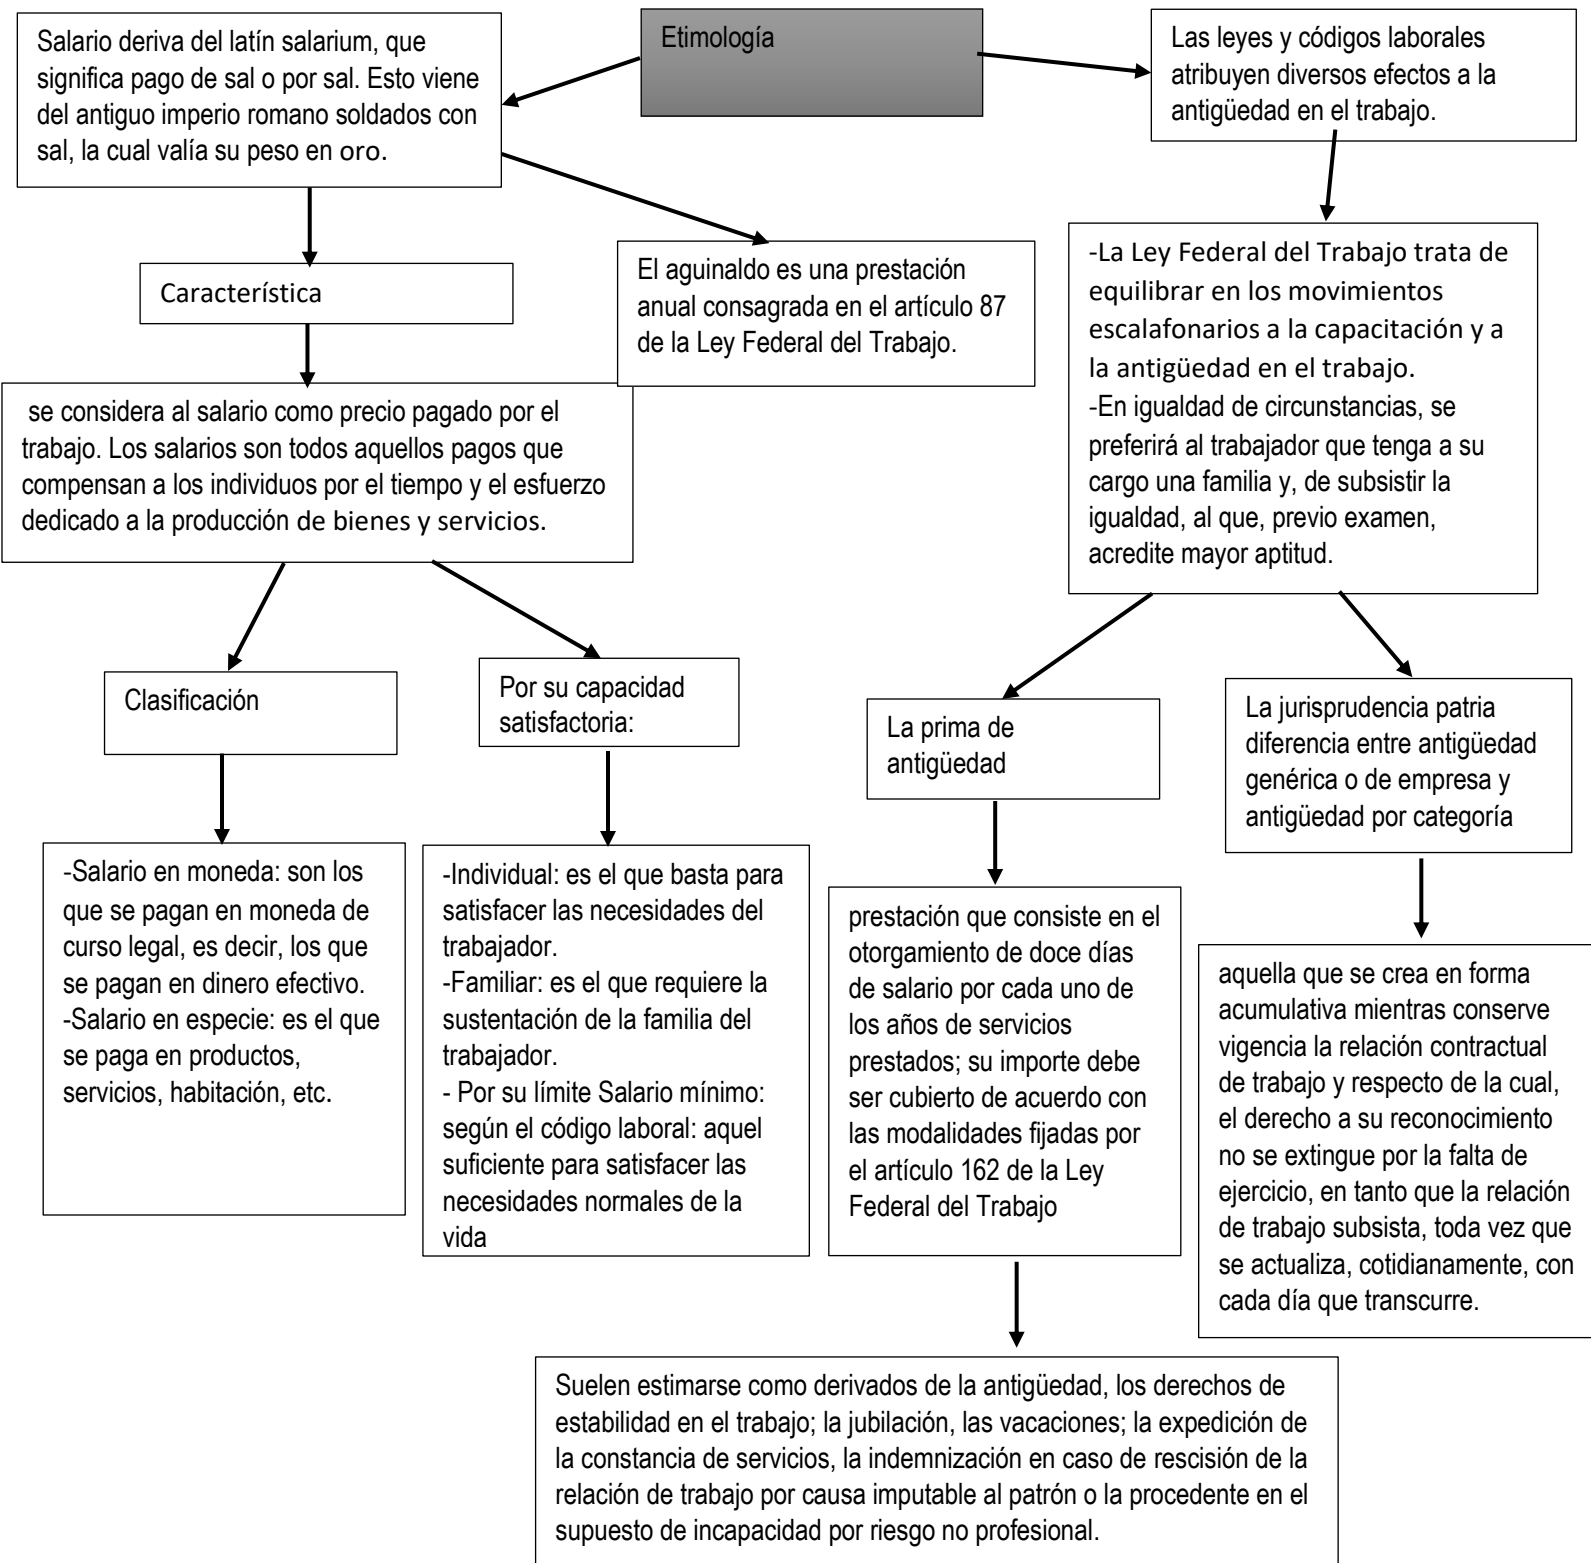 Etimología
Salario deriva del latín salarium, que
significa pago de sal o por sal. Esto viene
del antiguo imperio romano soldados con
sal, la cual valía su peso en oro.
Las leyes y códigos laborales
atribuyen diversos efectos a la
antigüedad en el trabajo.
Característica
El aguinaldo es una prestación
anual consagrada en el artículo 87
de la Ley Federal del Trabajo.
-La Ley Federal del Trabajo trata de
equilibrar en los movimientos
escalafonarios a la capacitación y a
la antigüedad en el trabajo.
-En igualdad de circunstancias, se
preferirá al trabajador que tenga a su
cargo una familia y, de subsistir la
igualdad, al que, previo examen,
acredite mayor aptitud.
se considera al salario como precio pagado por el
trabajo. Los salarios son todos aquellos pagos que
compensan a los individuos por el tiempo y el esfuerzo
dedicado a la producción de bienes y servicios.
Clasificación
Por su capacidad
satisfactoria:
La prima de
antigüedad
La jurisprudencia patria
diferencia entre antigüedad
genérica o de empresa y
antigüedad por categoría
-Salario en moneda: son los
que se pagan en moneda de
curso legal, es decir, los que
se pagan en dinero efectivo.
-Salario en especie: es el que
se paga en productos,
servicios, habitación, etc.
-Individual: es el que basta para
satisfacer las necesidades del
trabajador.
-Familiar: es el que requiere la
sustentación de la familia del
trabajador.
- Por su límite Salario mínimo:
según el código laboral: aquel
suficiente para satisfacer las
necesidades normales de la
vida
prestación que consiste en el
otorgamiento de doce días
de salario por cada uno de
los años de servicios
prestados; su importe debe
ser cubierto de acuerdo con
las modalidades fijadas por
el artículo 162 de la Ley
Federal del Trabajo
aquella que se crea en forma
acumulativa mientras conserve
vigencia la relación contractual
de trabajo y respecto de la cual,
el derecho a su reconocimiento
no se extingue por la falta de
ejercicio, en tanto que la relación
de trabajo subsista, toda vez que
se actualiza, cotidianamente, con
cada día que transcurre.
Suelen estimarse como derivados de la antigüedad, los derechos de
estabilidad en el trabajo; la jubilación, las vacaciones; la expedición de
la constancia de servicios, la indemnización en caso de rescisión de la
relación de trabajo por causa imputable al patrón o la procedente en el
supuesto de incapacidad por riesgo no profesional.